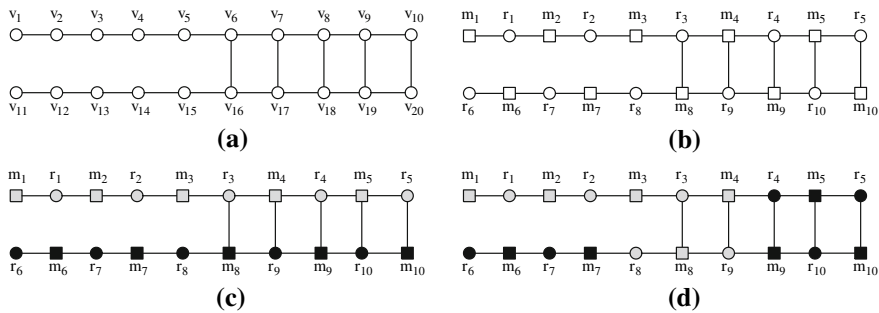 v1 v2 v3 v4 v5 v6 v7 v8 v9 v10
v11 v12 v13 v14 v15 v16 v17 v18 v19 v20
(a)
m1 r1 m2 r2 m3 r3 m4 r4 m5 r5
r6 m6 r7 m7 r8 m8 r9 m9 r10 m10
(b)
m1 r1 m2 r2 m3 r3 m4 r4 m5 r5
r6 m6 r7 m7 r8 m8 r9 m9 r10 m10
(c)
m1 r1 m2 r2 m3 r3 m4 r4 m5 r5
r6 m6 r7 m7 r8 m8 r9 m9 r10 m10
(d)